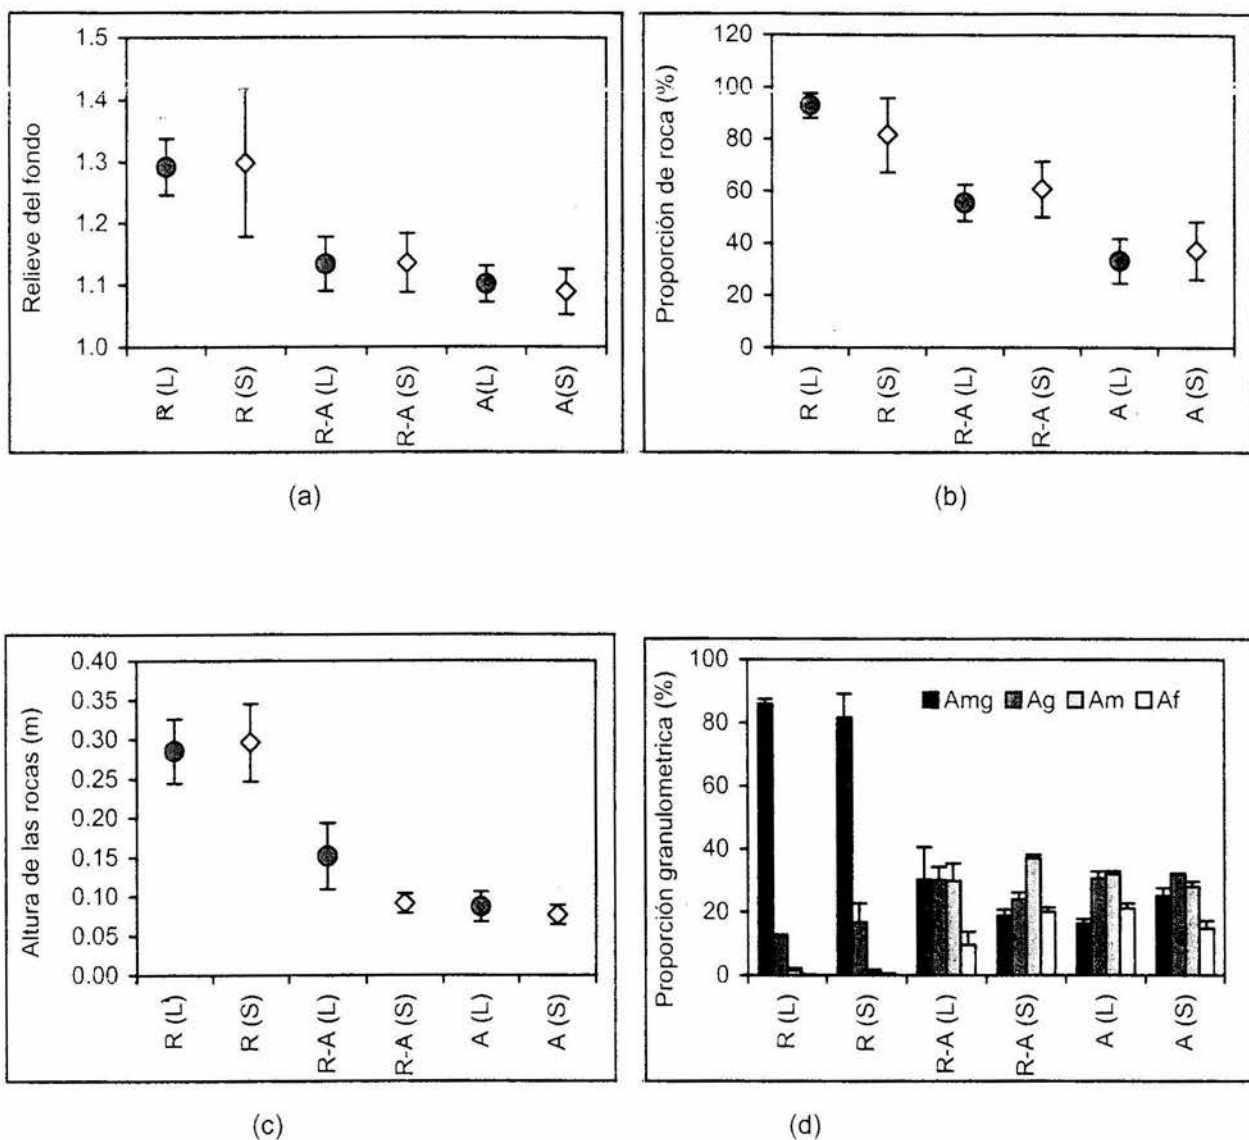 Relieve del fondo
1.5
1.4
1.3
1.2
1.1
1.0
R (L)
R (S)
R-A (L)
R-A (S)
A(L)
A(S)
(a)
Proporción de roca (%)
120
100
80
60
40
20
0
R (L)
R (S)
R-A (L)
R-A (S)
A (L)
A (S)
(b)
Altura de las rocas (m)
0.40
0.35
0.30
0.25
0.20
0.15
0.10
0.05
0.00
R (L)
R (S)
R-A (L)
R-A (S)
A (L)
A (S)
(c)
Proporción granulometrica (%)
100
80
60
40
20
0
Amg Ag Am Af
R (L)
R (S)
R-A (L)
R-A (S)
A (L)
A (S)
(d)